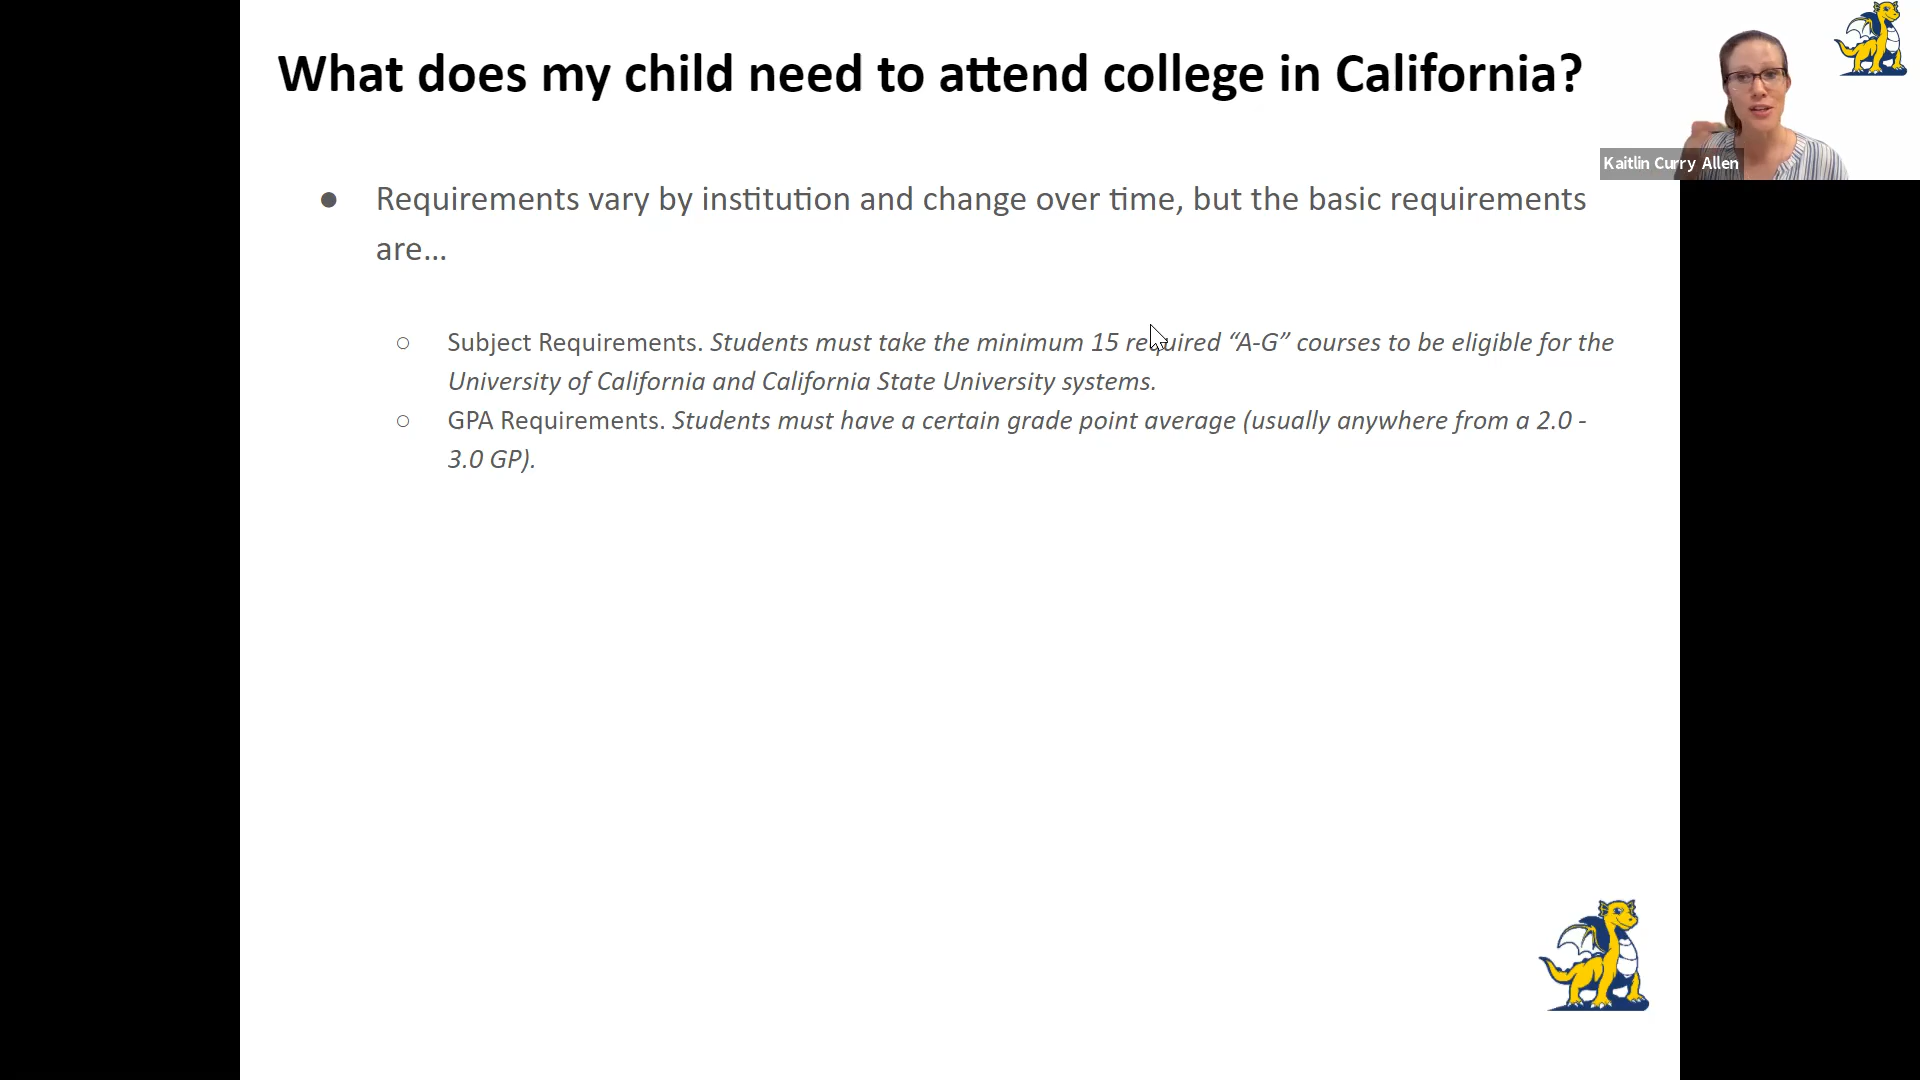 What does my child need to attend college in California?
Kaitlin Curry Allen
● Requirements vary by institution and change over time, but the basic requirements
are...
○ Subject Requirements. Students must take the minimum 15 required “A-G” courses to be eligible for the
University of California and California State University systems.
○ GPA Requirements. Students must have a certain grade point average (usually anywhere from a 2.0 -
3.0 GP).